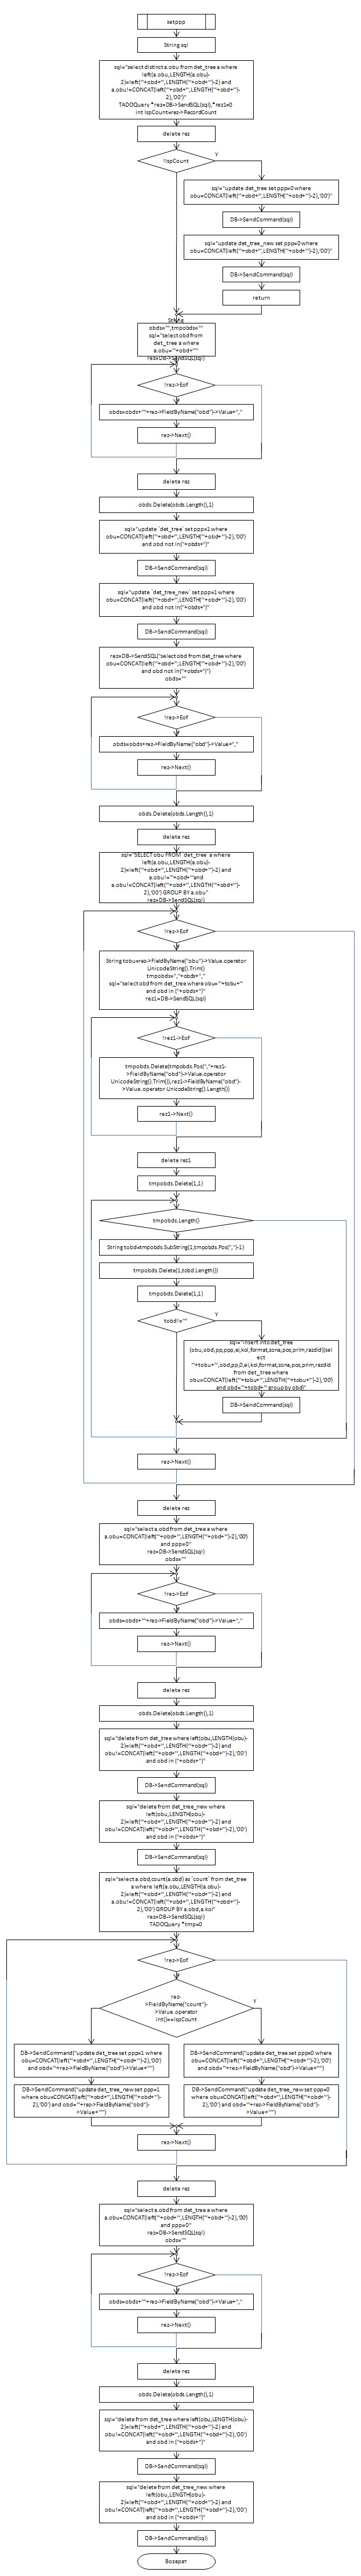 setppp
String sql
sql="select distinct a.obu from det_tree a where
left(a.obu,LENGTH(a.obu)-
2)=left('"+obd+"',LENGTH('"+obd+"')-2) and
a.obu!=CONCAT(left('"+obd+"',LENGTH('"+obd+"')-
2),'00')"
TADOQuery *rez=DB->SendSQL(sql),*rez1=0
int IspCount=rez->RecordCount
delete rez
!IspCount
Y
sql="update det_tree set ppp=0 where
obu=CONCAT(left('"+obd+"',LENGTH('"+obd+"')-2),'00')"
DB->SendCommand(sql)
sql="update det_tree_new set ppp=0 where
obu=CONCAT(left('"+obd+"',LENGTH('"+obd+"')-2),'00')"
DB->SendCommand(sql)
return
String
obds="",tmpobds=""
sql="select obd from
det_tree a where
a.obu='"+obd+"'"
rez=DB->SendSQL(sql)
!rez->Eof
obds=obds+""+rez->FieldByName("obd")->Value+","
rez->Next()
delete rez
obds.Delete(obds.Length(),1)
sql="update `det_tree` set ppp=1 where
obu=CONCAT(left('"+obd+"',LENGTH('"+obd+"')-2),'00')
and obd not in("+obds+")"
DB->SendCommand(sql)
sql="update `det_tree_new` set ppp=1 where
obu=CONCAT(left('"+obd+"',LENGTH('"+obd+"')-2),'00')
and obd not in("+obds+")"
DB->SendCommand(sql)
rez=DB->SendSQL("select obd from det_tree where
obu=CONCAT(left('"+obd+"',LENGTH('"+obd+"')-2),'00')
and obd not in("+obds+")")
obds=""
!rez->Eof
obds=obds+rez->FieldByName("obd")->Value+","
rez->Next()
obds.Delete(obds.Length(),1)
delete rez
sql="SELECT obu FROM `det_tree` a where
left(a.obu,LENGTH(a.obu)-
2)=left('"+obd+"',LENGTH('"+obd+"')-2) and
a.obu!='"+obd+"'and
a.obu!=CONCAT(left('"+obd+"',LENGTH('"+obd+"')-
2),'00') GROUP BY a.obu"
rez=DB->SendSQL(sql)
!rez->Eof
String tobu=rez->FieldByName("obu")->Value.operator
UnicodeString().Trim()
tmpobds=","+obds+","
sql="select obd from det_tree where obu='"+tobu+"'
and obd in ("+obds+")"
rez1=DB->SendSQL(sql)
!rez1->Eof
tmpobds.Delete(tmpobds.Pos(","+rez1-
>FieldByName("obd")->Value.operator
UnicodeString().Trim()),rez1->FieldByName("obd")-
>Value.operator UnicodeString().Length())
rez1->Next()
delete rez1
tmpobds.Delete(1,1)
tmpobds.Length()
String tobd=tmpobds.SubString(1,tmpobds.Pos(",")-1)
tmpobds.Delete(1,tobd.Length())
tmpobds.Delete(1,1)
tobd!=""
Y
sql="insert into det_tree
(obu,obd,pp,ppp,ei,kol,format,zona,pos,prim,razdid)(sel
ect
'"+tobu+"',obd,pp,0,ei,kol,format,zona,pos,prim,razdid
from det_tree where
obu=CONCAT(left('"+tobu+"',LENGTH('"+tobu+"')-2),'00')
and obd='"+tobd+"' group by obd)"
DB->SendCommand(sql)
rez->Next()
delete rez
sql="select a.obd from det_tree a where
a.obu=CONCAT(left('"+obd+"',LENGTH('"+obd+"')-2),'00')
and ppp=0"
rez=DB->SendSQL(sql)
obds=""
!rez->Eof
obds=obds+""+rez->FieldByName("obd")->Value+","
rez->Next()
delete rez
obds.Delete(obds.Length(),1)
sql="delete from det_tree where left(obu,LENGTH(obu)-
2)=left('"+obd+"',LENGTH('"+obd+"')-2) and
obu!=CONCAT(left('"+obd+"',LENGTH('"+obd+"')-2),'00')
and obd in ("+obds+")"
DB->SendCommand(sql)
sql="delete from det_tree_new where
left(obu,LENGTH(obu)-
2)=left('"+obd+"',LENGTH('"+obd+"')-2) and
obu!=CONCAT(left('"+obd+"',LENGTH('"+obd+"')-2),'00')
and obd in ("+obds+")"
DB->SendCommand(sql)
sql="select a.obd,count(a.obd) as `count` from det_tree
a where left(a.obu,LENGTH(a.obu)-
2)=left('"+obd+"',LENGTH('"+obd+"')-2) and
a.obu!=CONCAT(left('"+obd+"',LENGTH('"+obd+"')-
2),'00') GROUP BY a.obd,a.kol"
rez=DB->SendSQL(sql)
TADOQuery *tmp=0
!rez->Eof
rez-
>FieldByName("count")-
>Value.operator
int()==IspCount
Y
DB->SendCommand("update det_tree set ppp=1 where
obu=CONCAT(left('"+obd+"',LENGTH('"+obd+"')-2),'00')
and obd='"+rez->FieldByName("obd")->Value+"'")
DB->SendCommand("update det_tree set ppp=0 where
obu=CONCAT(left('"+obd+"',LENGTH('"+obd+"')-2),'00')
and obd='"+rez->FieldByName("obd")->Value+"'")
DB->SendCommand("update det_tree_new set ppp=1
where obu=CONCAT(left('"+obd+"',LENGTH('"+obd+"')-
2),'00') and obd='"+rez->FieldByName("obd")-
>Value+"'")
DB->SendCommand("update det_tree_new set ppp=0
where obu=CONCAT(left('"+obd+"',LENGTH('"+obd+"')-
2),'00') and obd='"+rez->FieldByName("obd")-
>Value+"'")
rez->Next()
delete rez
sql="select a.obd from det_tree a where
a.obu=CONCAT(left('"+obd+"',LENGTH('"+obd+"')-2),'00')
and ppp=0"
rez=DB->SendSQL(sql)
obds=""
!rez->Eof
obds=obds+""+rez->FieldByName("obd")->Value+","
rez->Next()
delete rez
obds.Delete(obds.Length(),1)
sql="delete from det_tree where left(obu,LENGTH(obu)-
2)=left('"+obd+"',LENGTH('"+obd+"')-2) and
obu!=CONCAT(left('"+obd+"',LENGTH('"+obd+"')-2),'00')
and obd in ("+obds+")"
DB->SendCommand(sql)
sql="delete from det_tree_new where
left(obu,LENGTH(obu)-
2)=left('"+obd+"',LENGTH('"+obd+"')-2) and
obu!=CONCAT(left('"+obd+"',LENGTH('"+obd+"')-2),'00')
and obd in ("+obds+")"
DB->SendCommand(sql)
Возврат